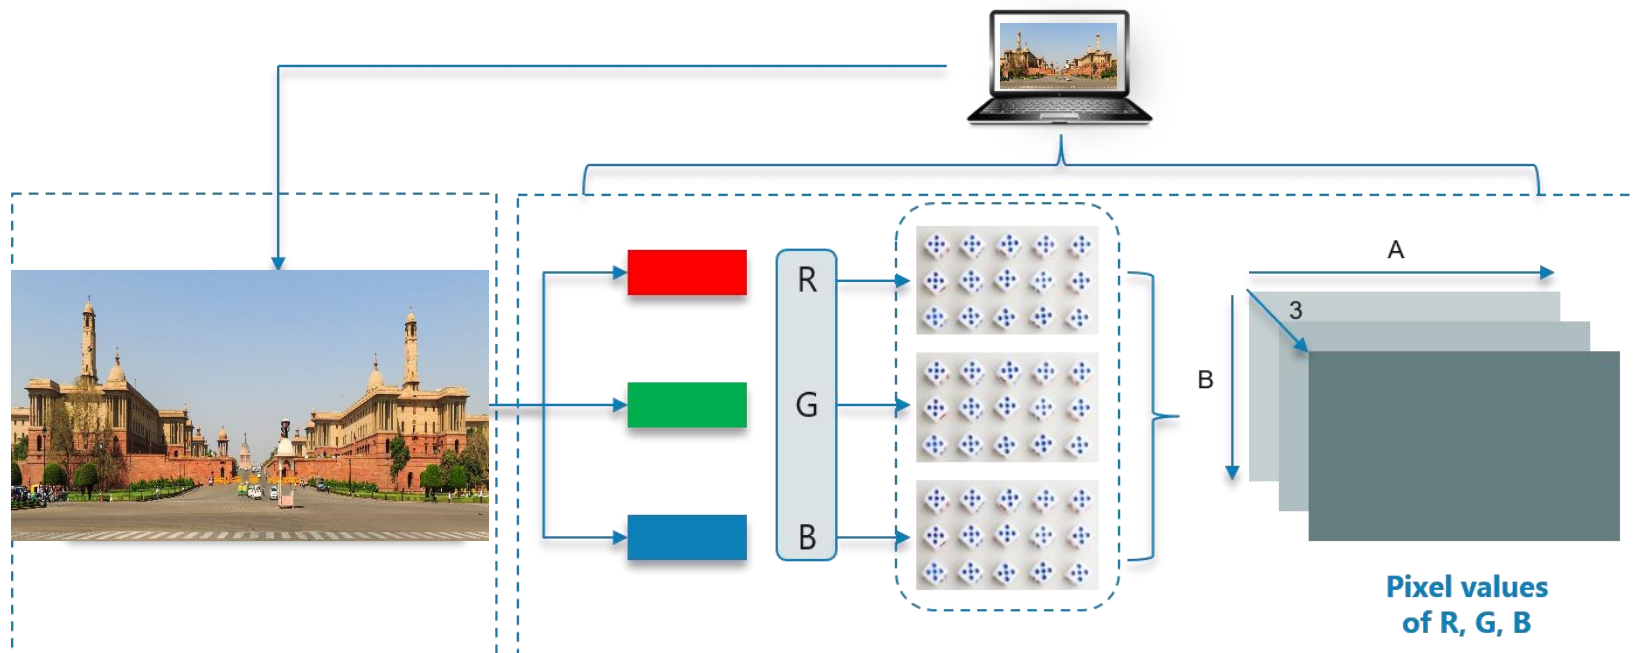 R
G
B
A
B
3
Pixel values
of R, G, B